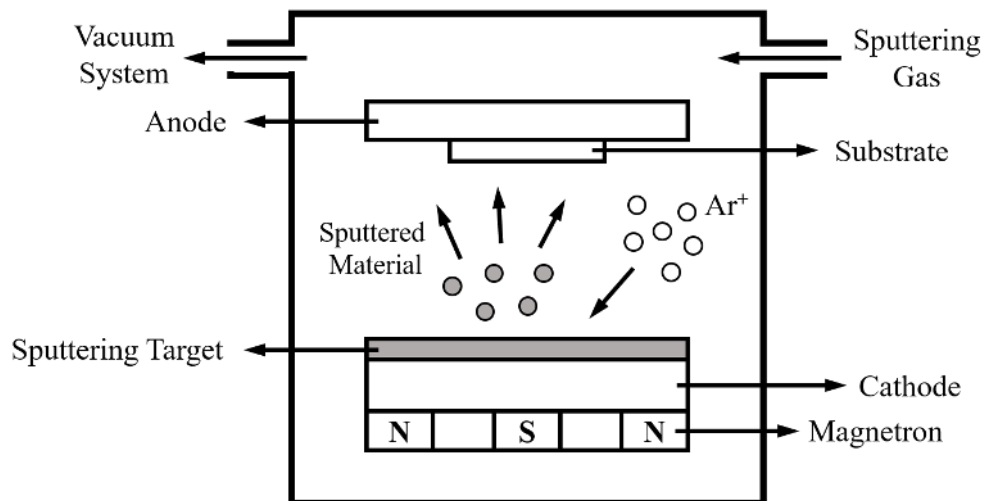 Vacuum
System
Sputtering
Gas
Anode
Substrate
Ar⁺
Sputtered
Material
Sputtering Target
Cathode
N S N
Magnetron